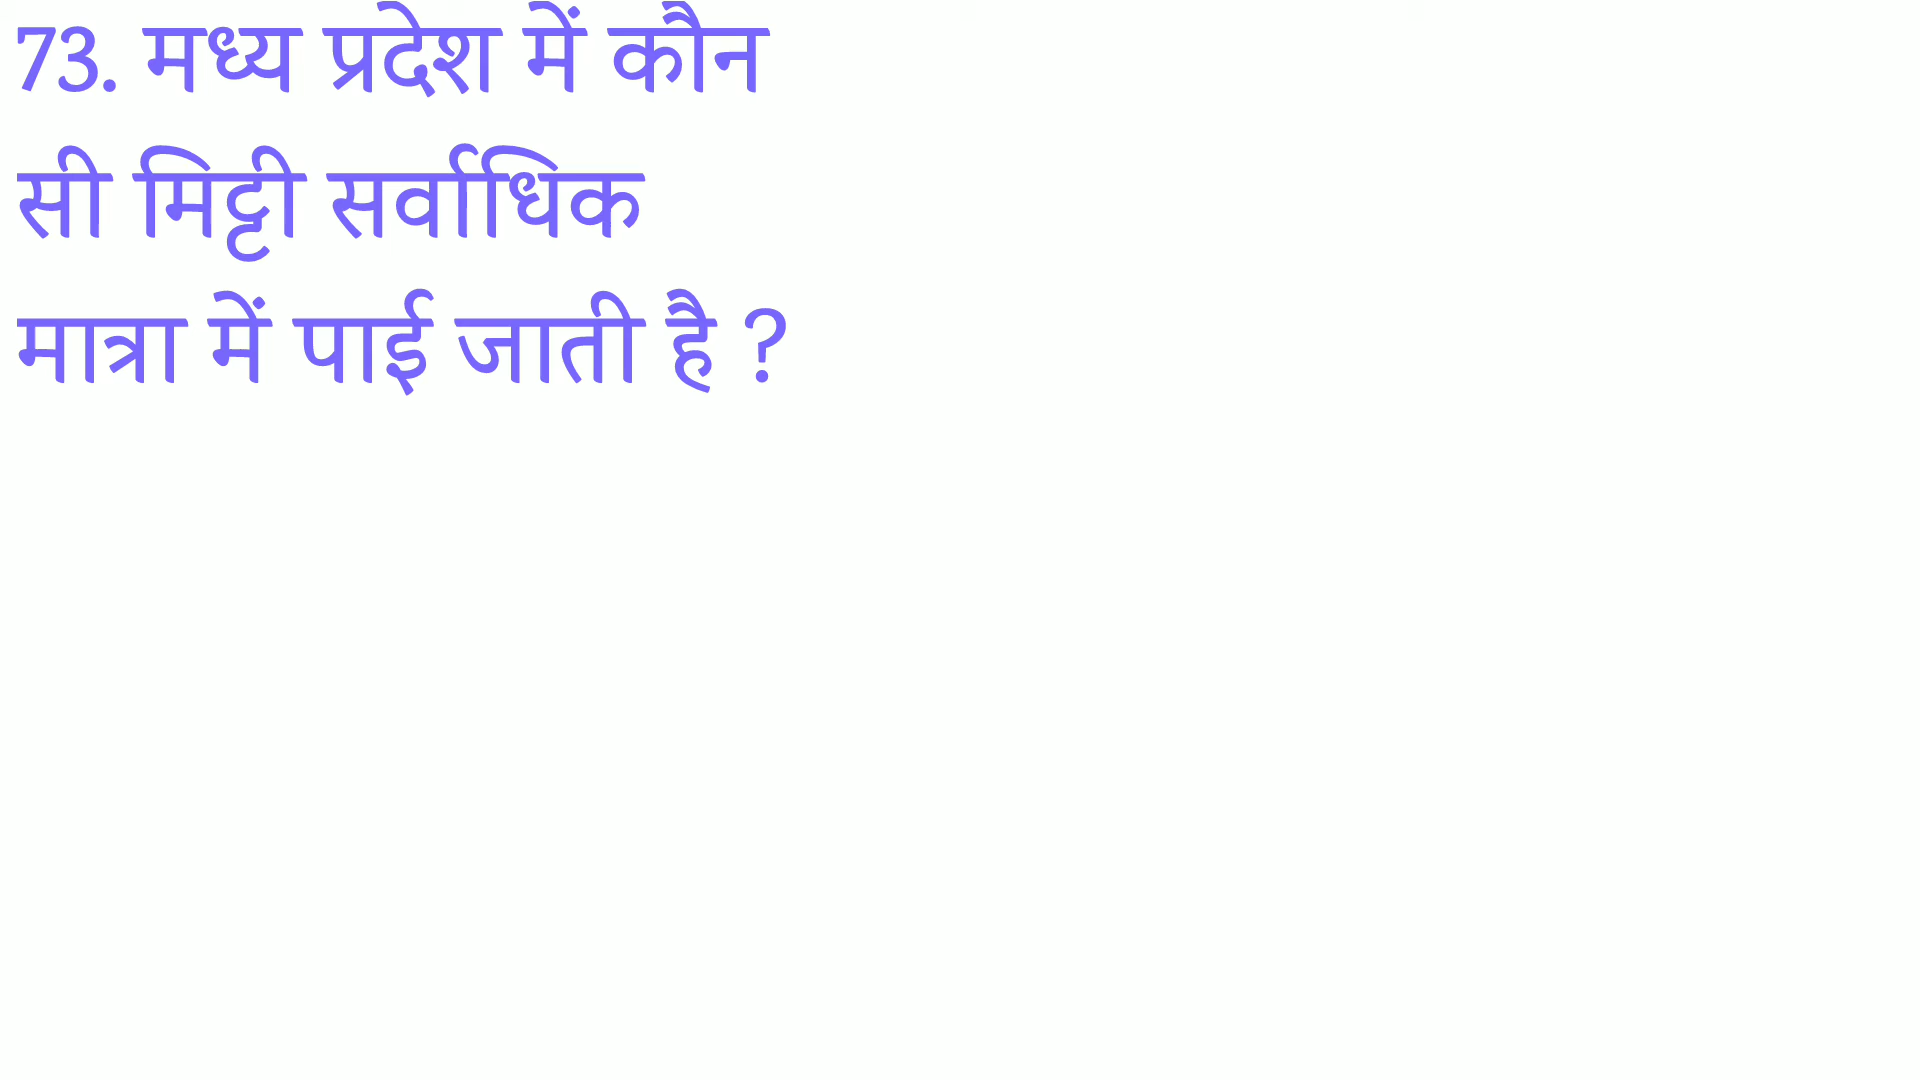 73. मध्य प्रदेश में कौन
सी मिट्टी सर्वाधिक
मात्रा में पाई जाती है ?